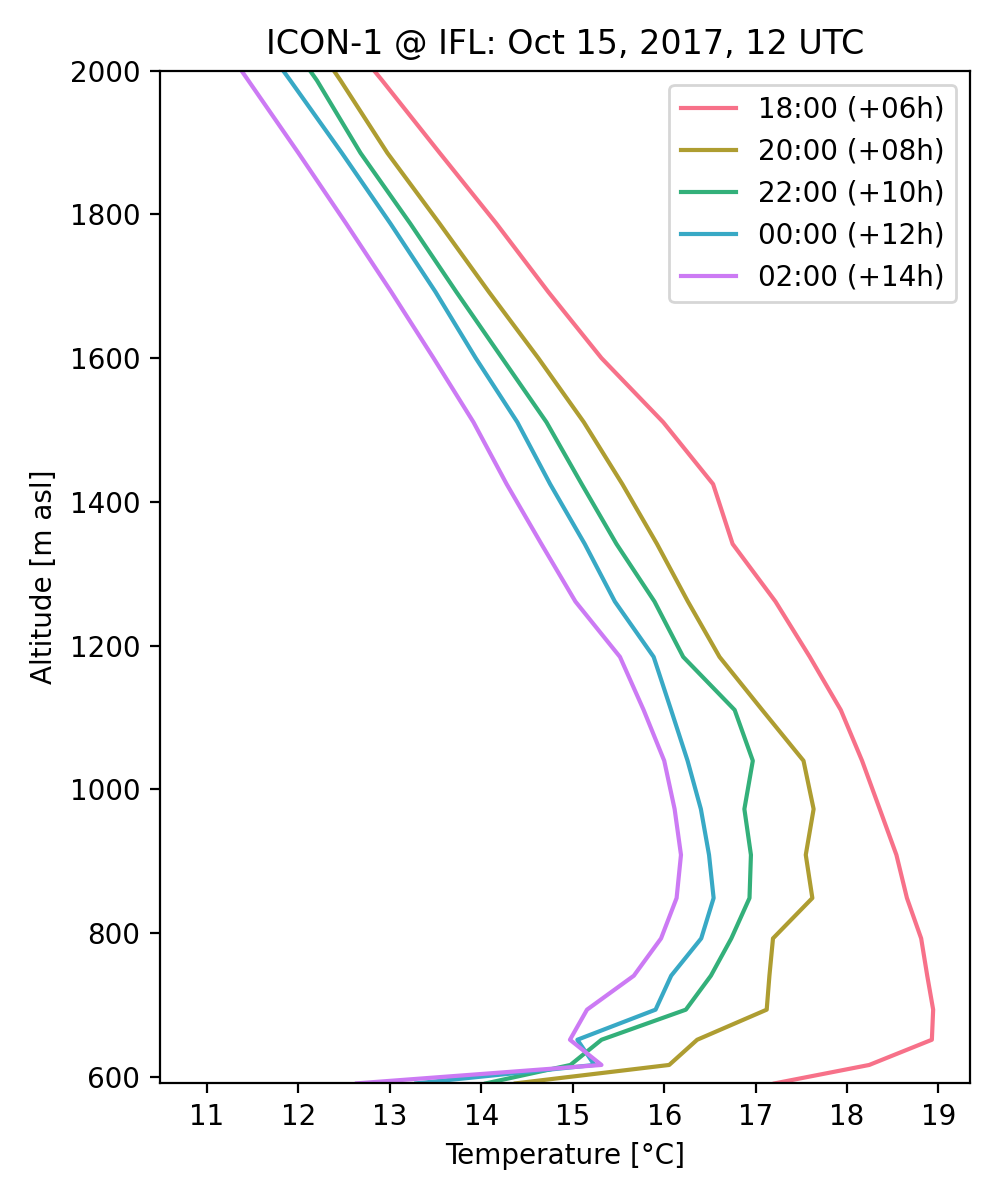 ICON-1 @ IFL: Oct 15, 2017, 12 UTC
2000
1800
1600
1400
1200
1000
800
600
Altitude [m asl]
18:00 (+06h)
20:00 (+08h)
22:00 (+10h)
00:00 (+12h)
02:00 (+14h)
11 12 13 14 15 16 17 18 19
Temperature [°C]